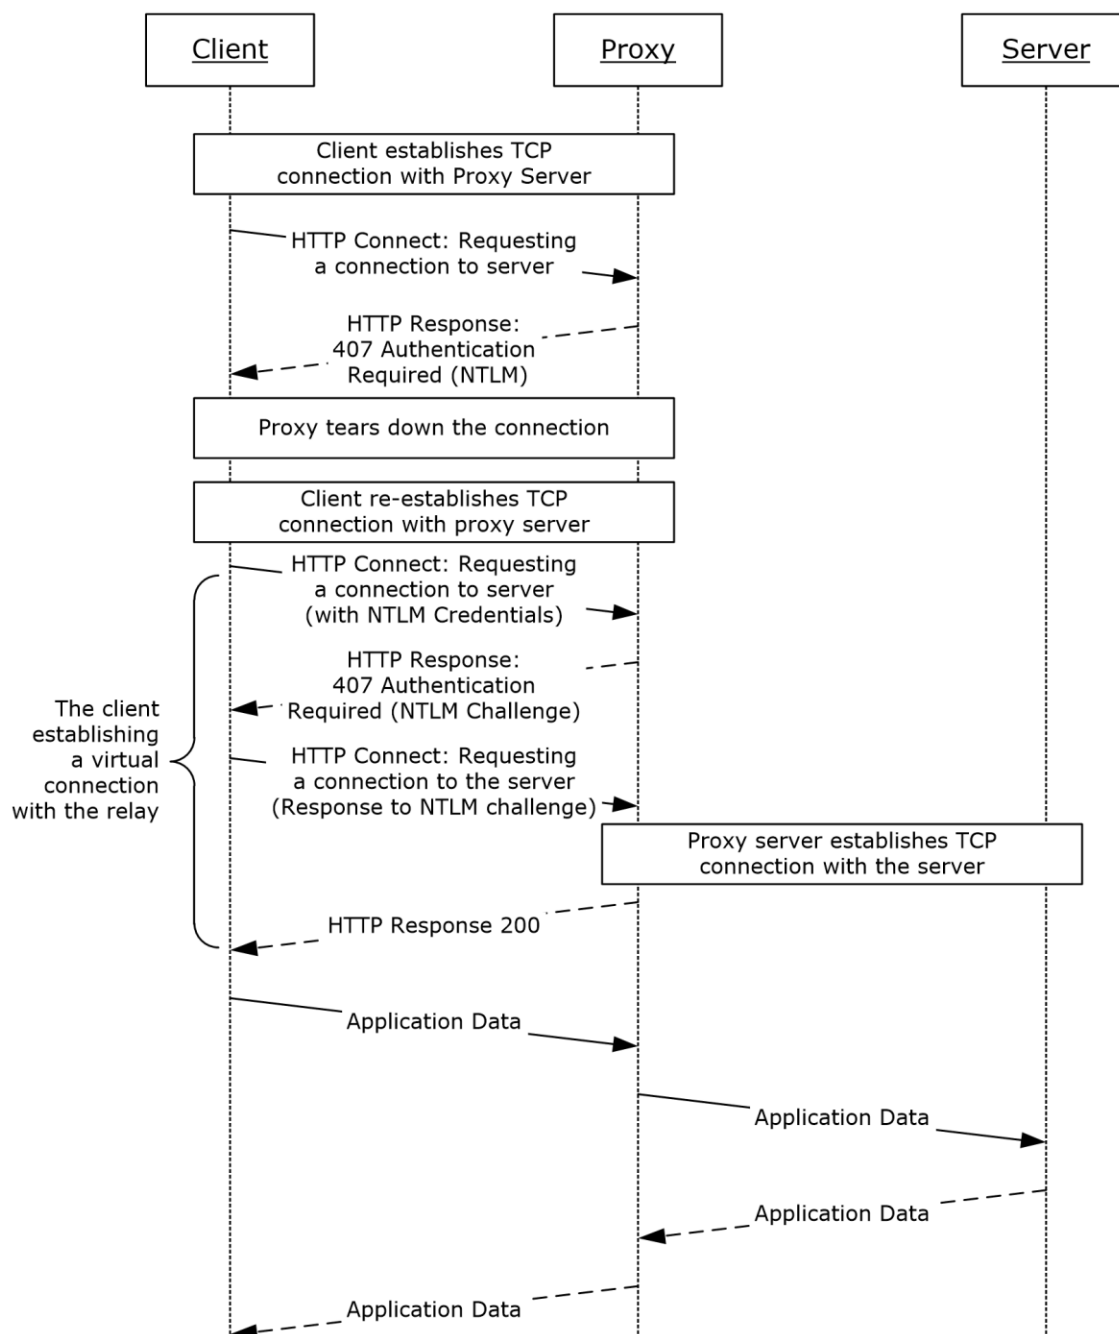 Client
Proxy
Server
Client establishes TCP
connection with Proxy Server
HTTP Connect: Requesting
a connection to server
HTTP Response:
407 Authentication
Required (NTLM)
Proxy tears down the connection
Client re-establishes TCP
connection with proxy server
HTTP Connect: Requesting
a connection to server
(with NTLM Credentials)
HTTP Response:
407 Authentication
Required (NTLM Challenge)
The client
establishing
a virtual
connection
with the relay
HTTP Connect: Requesting
a connection to the server
(Response to NTLM challenge)
Proxy server establishes TCP
connection with the server
HTTP Response 200
Application Data
Application Data
Application Data
Application Data